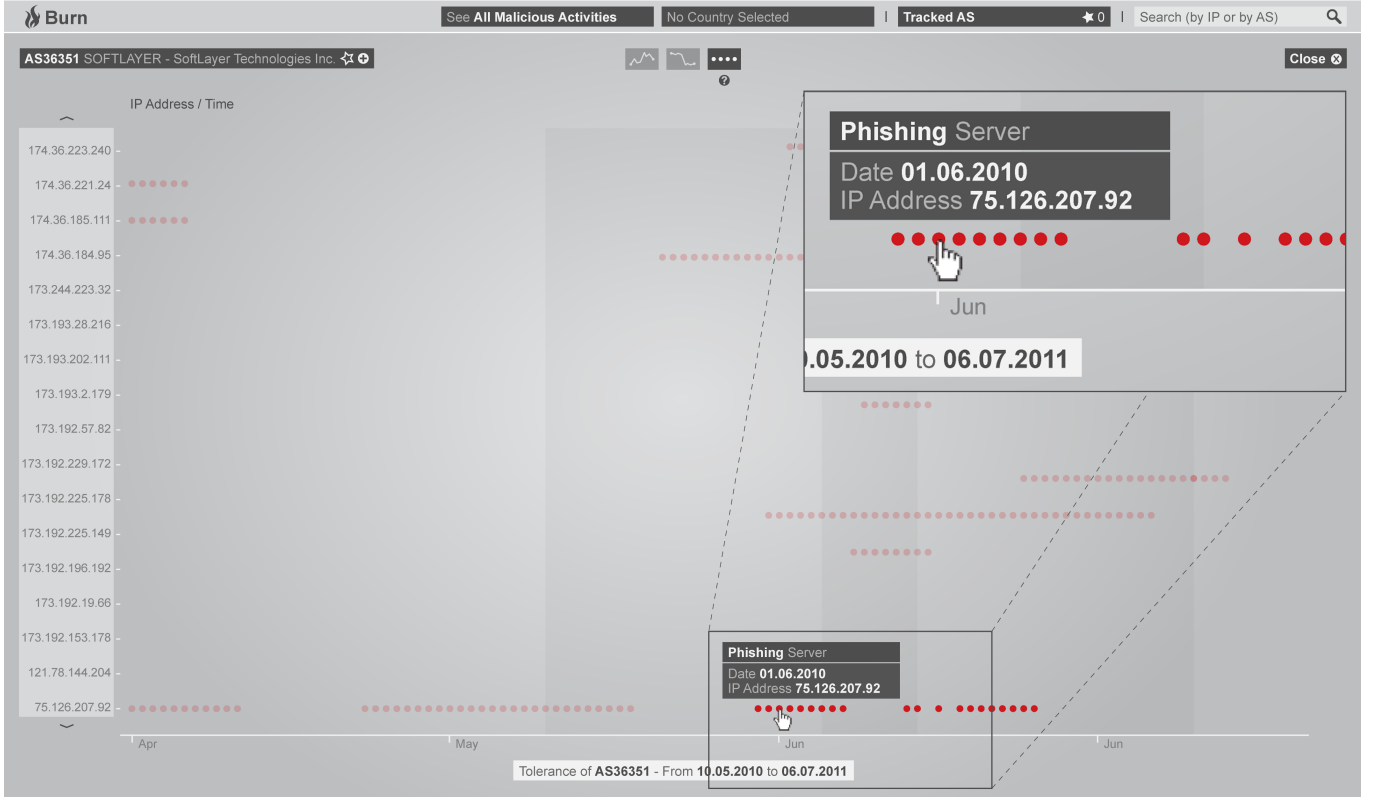 Burn
See All Malicious Activities
No Country Selected
Tracked AS
0
Search (by IP or by AS)
AS36351 SOFTLAYER - SoftLayer Technologies Inc.
Close
IP Address / Time
174.36.223.240
174.36.221.24
174.36.185.111
174.36.184.95
173.244.223.32
173.193.28.216
173.193.202.111
173.193.2.179
173.192.57.82
173.192.229.172
173.192.225.178
173.192.225.149
173.192.196.192
173.192.19.66
173.192.153.178
121.78.144.204
75.126.207.92
Phishing Server
Date 01.06.2010
IP Address 75.126.207.92
Jun
.05.2010 to 06.07.2011
Phishing Server
Date 01.06.2010
IP Address 75.126.207.92
Apr
May
Jun
Jun
Tolerance of AS36351 - From 10.05.2010 to 06.07.2011